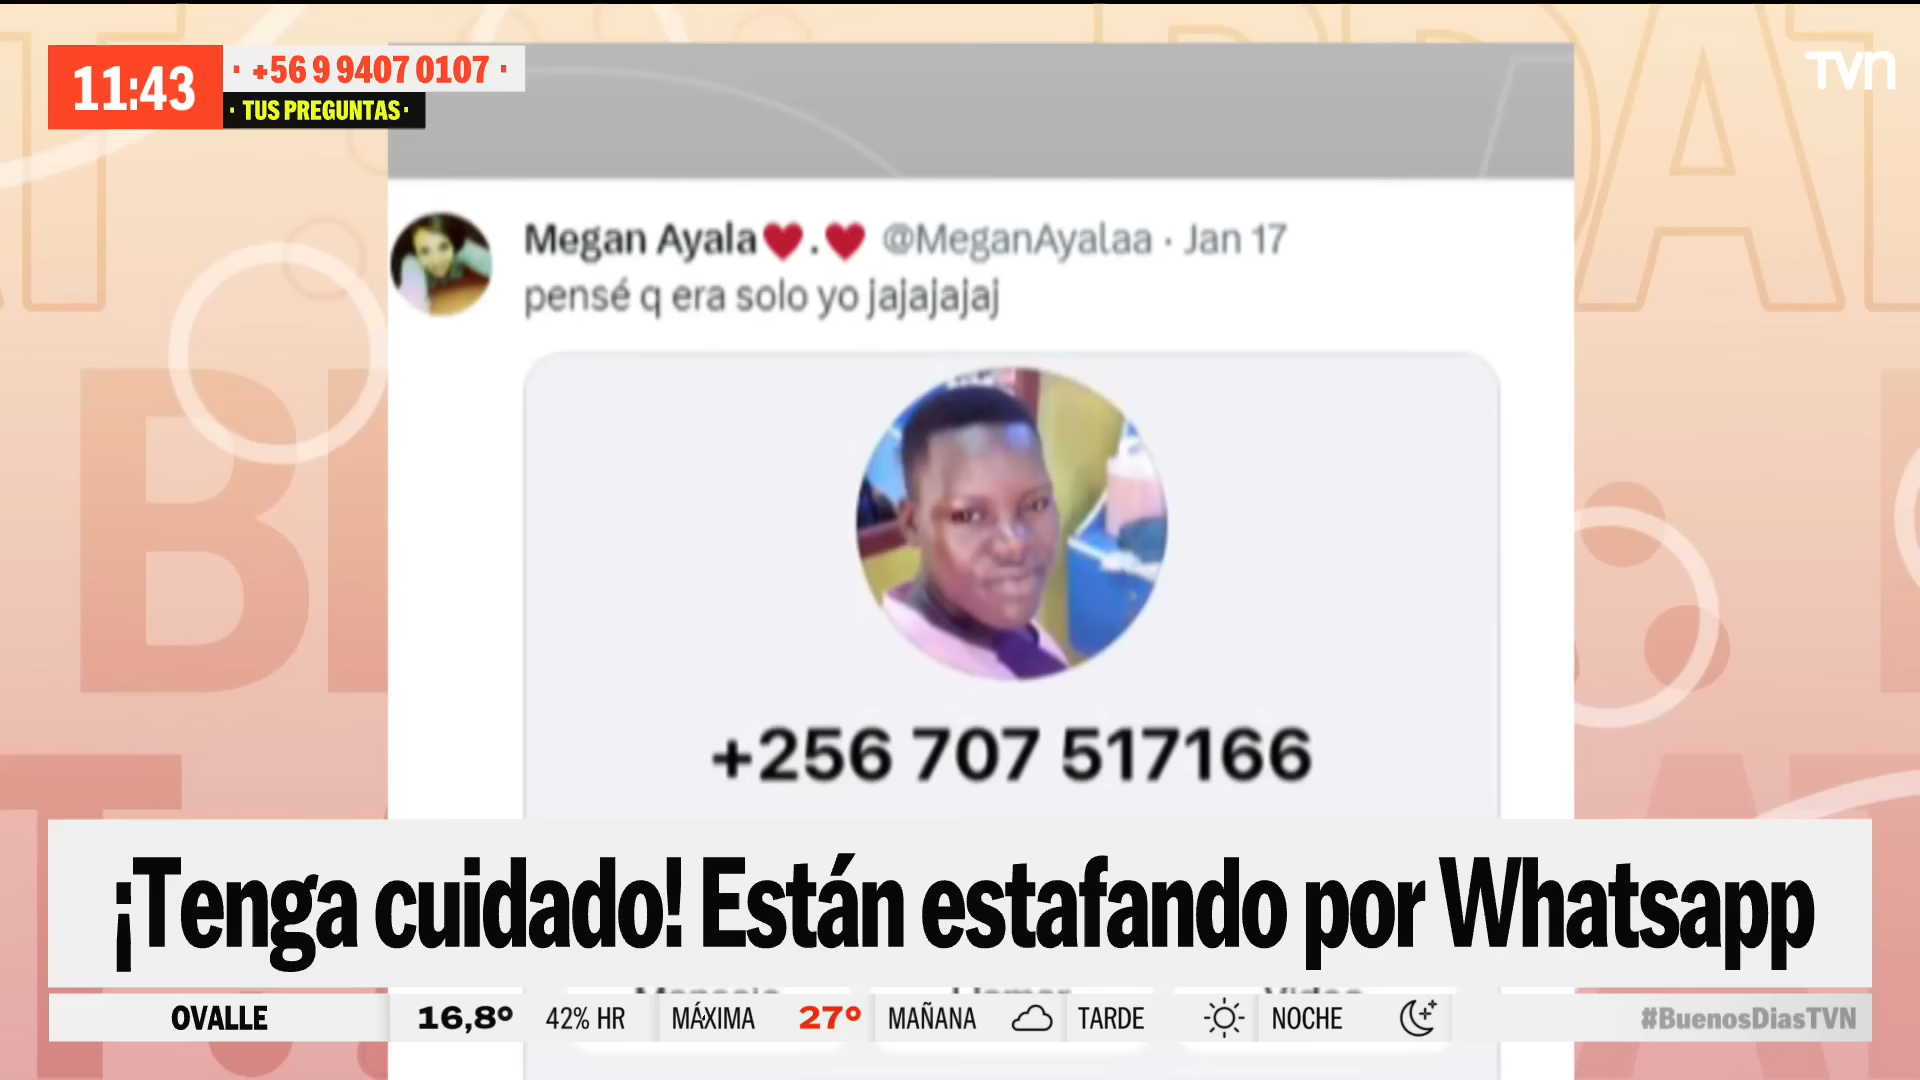 11:43
· +56 9 9407 0107 ·
· TUS PREGUNTAS ·
TVN
Megan Ayala❤.❤ @MeganAyalaa · Jan 17
pensé q era solo yo jajajajaj
+256 707 517166
¡Tenga cuidado! Están estafando por Whatsapp
OVALLE 16,8° 42% HR MÁXIMA 27° MAÑANA TARDE NOCHE
#BuenosDiasTVN